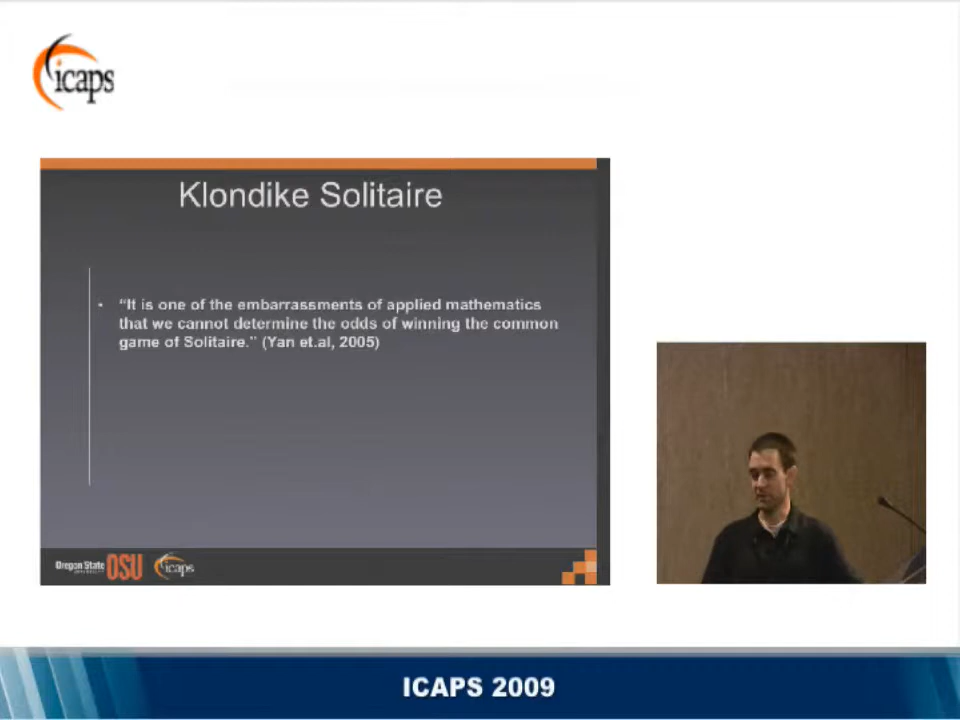 icaps
Klondike Solitaire
• “It is one of the embarrassments of applied mathematics
that we cannot determine the odds of winning the common
game of Solitaire.” (Yan et.al, 2005)
Oregon State OSU icaps
UNIVERSITY
ICAPS 2009